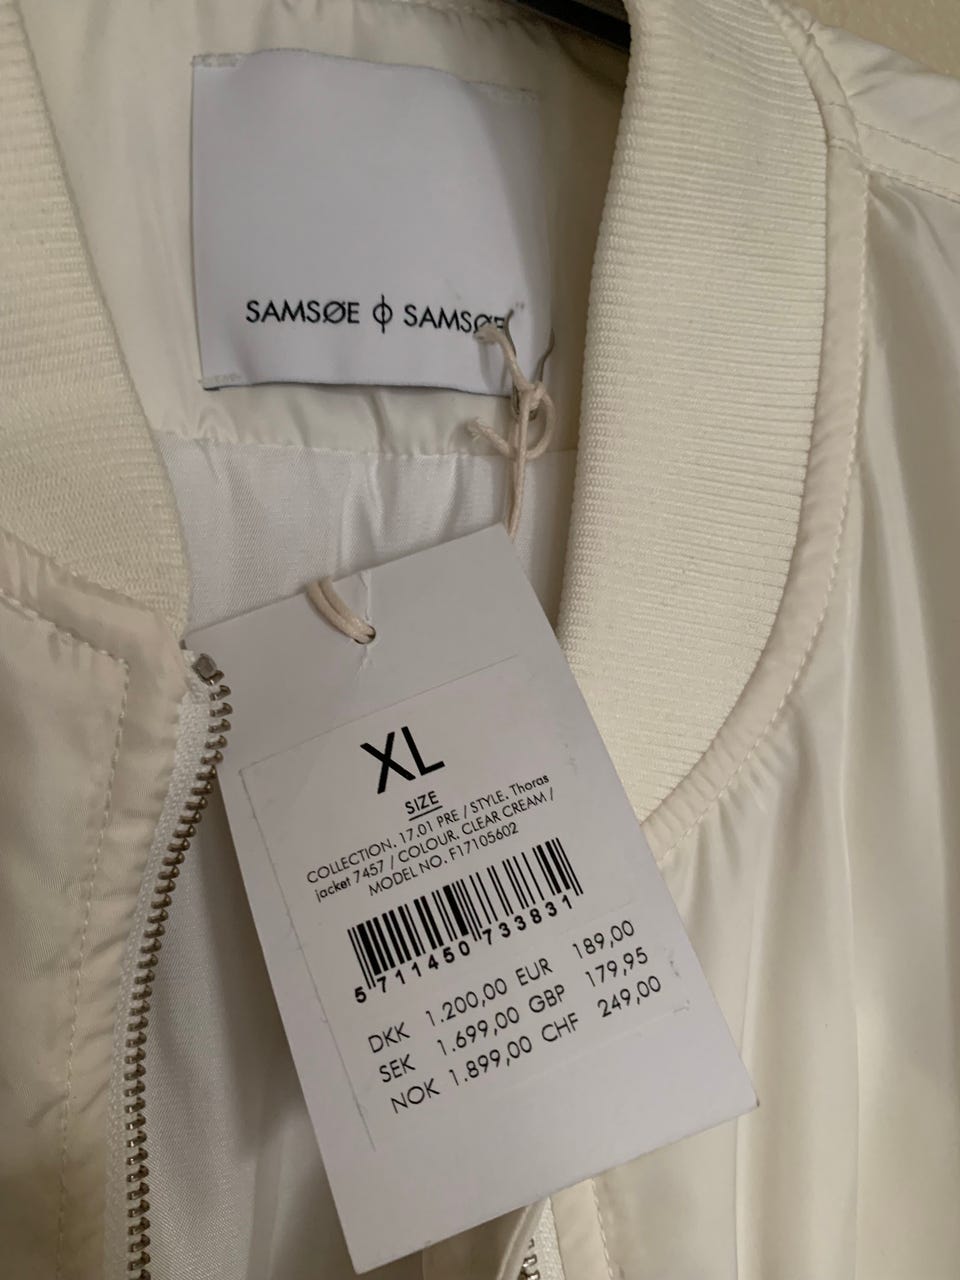 SAMSØE ϕ SAMSØE
XL
SIZE
COLLECTION. 17.01 PRE / STYLE. Thoras
jacket 7457 / COLOUR. CLEAR CREAM /
MODEL NO. F17105602
5 711450 733831
DKK 1.200,00 EUR 189,00
SEK 1.699,00 GBP 179,95
NOK 1.899,00 CHF 249,00